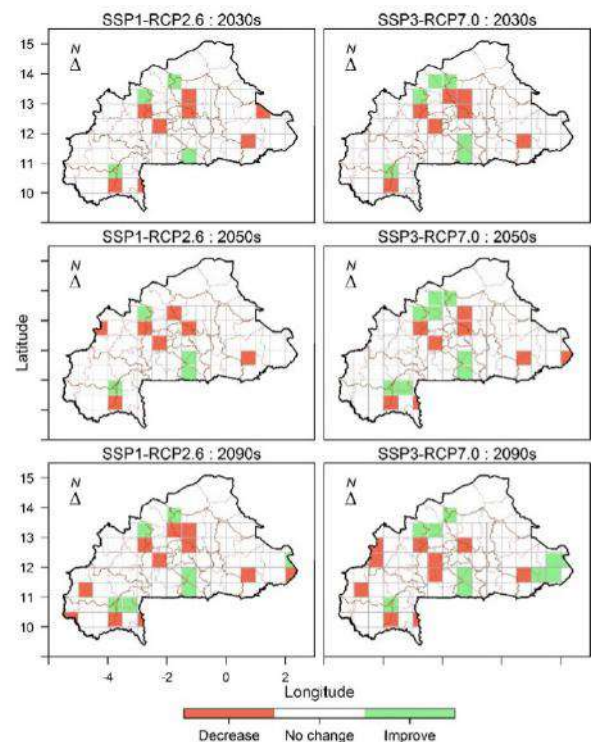 SSP1-RCP2.6 : 2030s
SSP3-RCP7.0 : 2030s
15
14
13
12
11
10
N
Δ
N
Δ
SSP1-RCP2.6 : 2050s
SSP3-RCP7.0 : 2050s
N
Δ
N
Δ
Latitude
SSP1-RCP2.6 : 2090s
SSP3-RCP7.0 : 2090s
15
14
13
12
11
10
9
N
Δ
N
Δ
-4 -2 0 2
Longitude
Decrease No change Improve